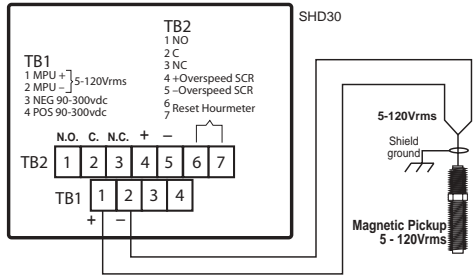 SHD30
TB2
1 NO
2 C
3 NC
4 +Overspeed SCR
5 –Overspeed SCR
6
7 Reset Hourmeter
TB1
1 MPU +
2 MPU –
5-120Vrms
3 NEG 90-300vdc
4 POS 90-300vdc
N.O. C. N.C. + –
TB2 1 2 3 4 5 6 7
TB1 1 2 3 4
+ –
5-120Vrms
Shield
ground
Magnetic Pickup
5 - 120Vrms